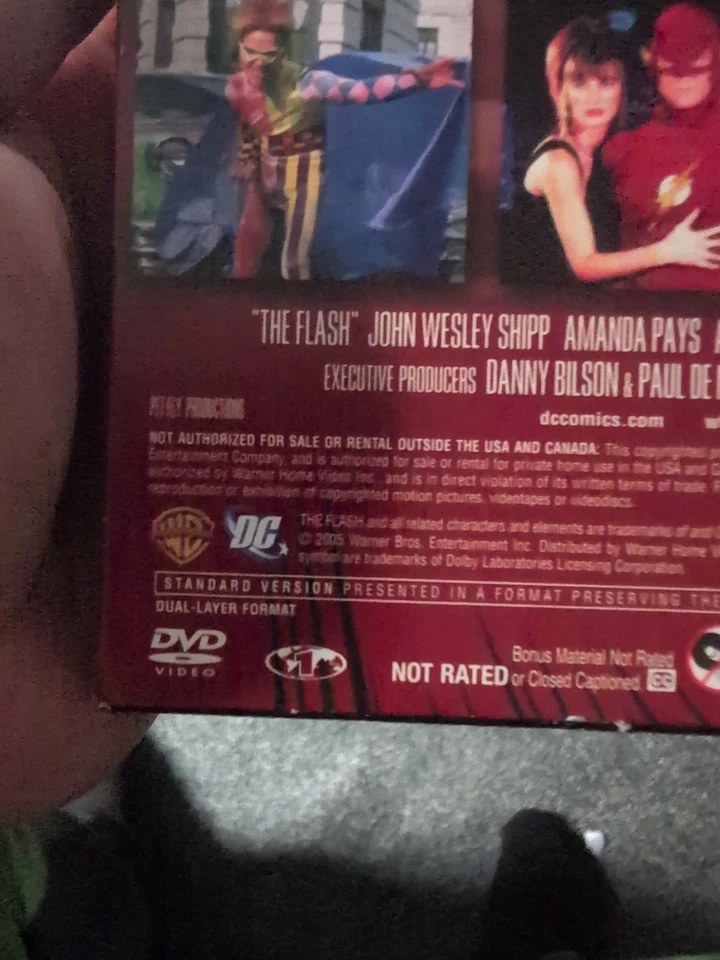 "THE FLASH" JOHN WESLEY SHIPP AMANDA PAYS
EXECUTIVE PRODUCERS DANNY BILSON & PAUL DE
PET FLY PRODUCTIONS
dccomics.com
NOT AUTHORIZED FOR SALE OR RENTAL OUTSIDE THE USA AND CANADA: This copyrighted
Entertainment Company, and is authorized for sale or rental for private home use in the USA and
authorized by Warner Home Video Inc., and is in direct violation of its written terms of trade.
reproduction or exhibition of copyrighted motion pictures, videotapes or videodiscs.
WB DC
THE FLASH and all related characters and elements are trademarks of and
© 2005 Warner Bros. Entertainment Inc. Distributed by Warner Home
symbol are trademarks of Dolby Laboratories Licensing Corporation.
STANDARD VERSION PRESENTED IN A FORMAT PRESERVING THE
DUAL-LAYER FORMAT
DVD
VIDEO
1
NOT RATED
Bonus Material Not Rated
or Closed Captioned CC